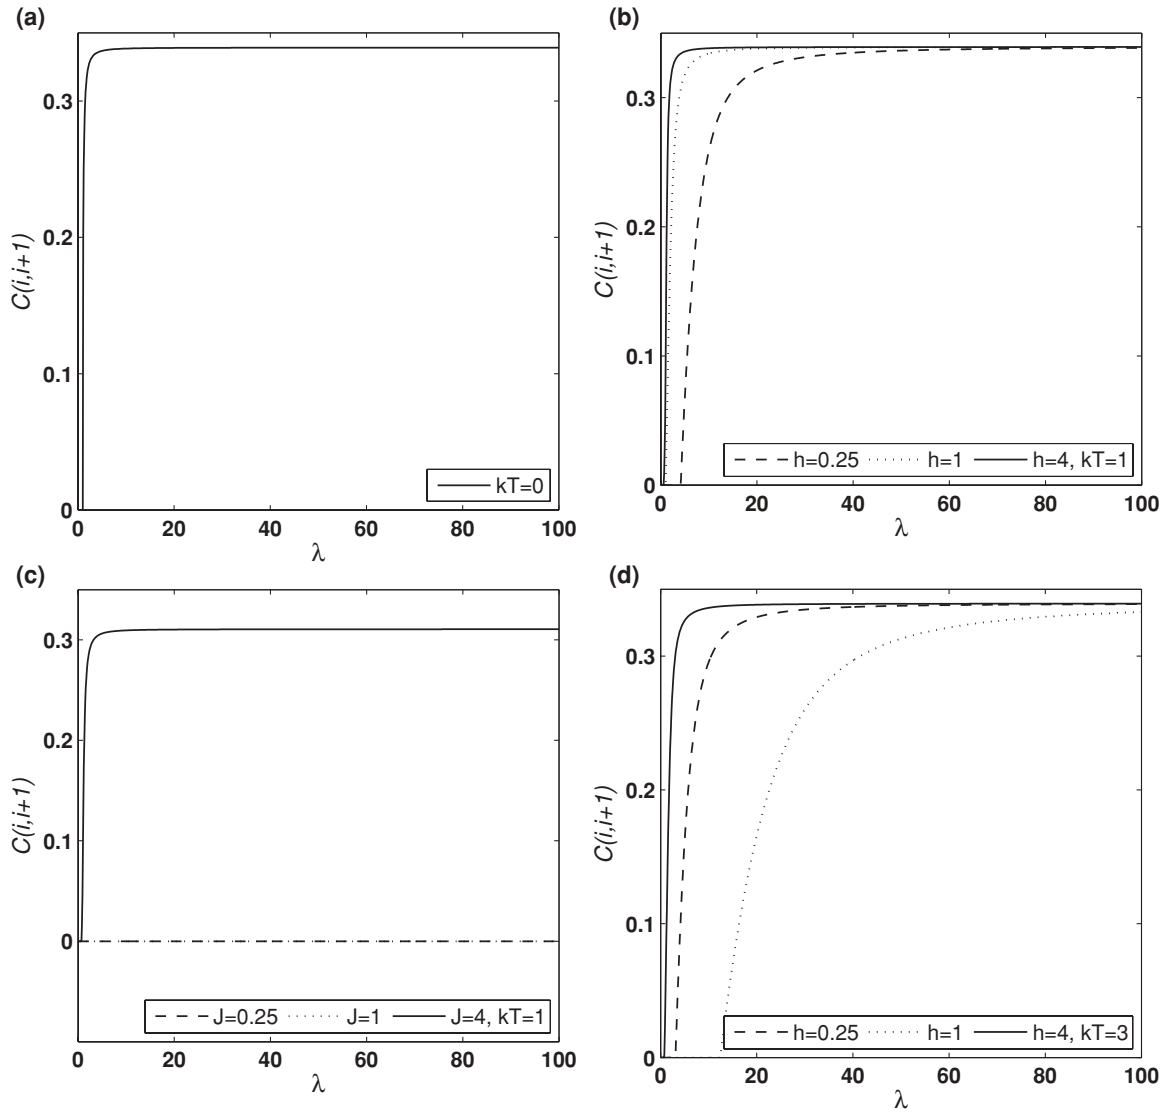 (a)
0.3
0.2
0.1
0
C(i,i+1)
kT=0
0 20 40 60 80 100
λ
(b)
0.3
0.2
0.1
0
C(i,i+1)
h=0.25 h=1 h=4, kT=1
0 20 40 60 80 100
λ
(c)
0.3
0.2
0.1
0
C(i,i+1)
J=0.25 J=1 J=4, kT=1
0 20 40 60 80 100
λ
(d)
0.3
0.2
0.1
0
C(i,i+1)
h=0.25 h=1 h=4, kT=3
0 20 40 60 80 100
λ